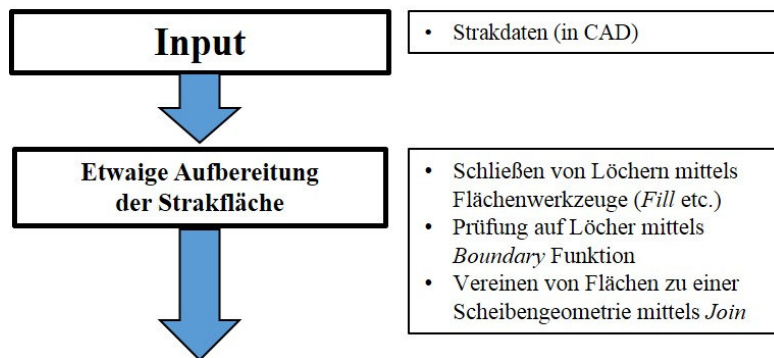 Input
• Strakdaten (in CAD)
Etwaige Aufbereitung
der Strakfläche
• Schließen von Löchern mittels
Flächenwerkzeuge (Fill etc.)
• Prüfung auf Löcher mittels
Boundary Funktion
• Vereinen von Flächen zu einer
Scheibengeometrie mittels Join